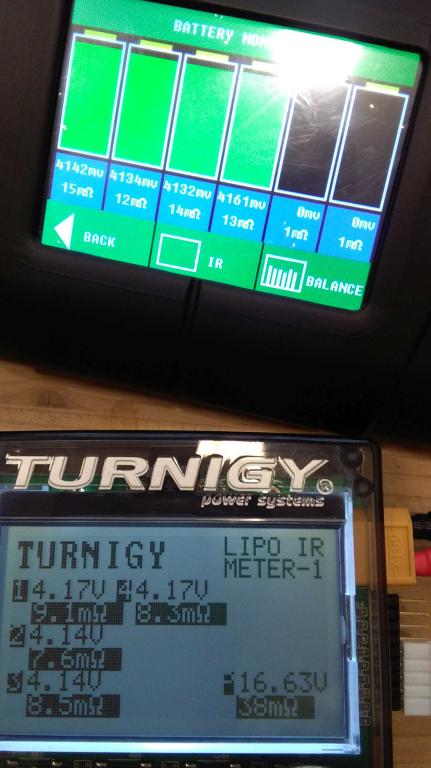 BATTERY MON
4142mv 4134mv 4132mv 4161mv 0mv 0mv
15mΩ 12mΩ 14mΩ 13mΩ 1mΩ 1mΩ
BACK IR BALANCE
TURNIGY®
power systems
TURNIGY LIPO IR
METER-1
1 4.17V 4 4.17V
9.1mΩ 8.3mΩ
2 4.14V
7.6mΩ
3 4.14V 16.63V
8.5mΩ 38mΩ